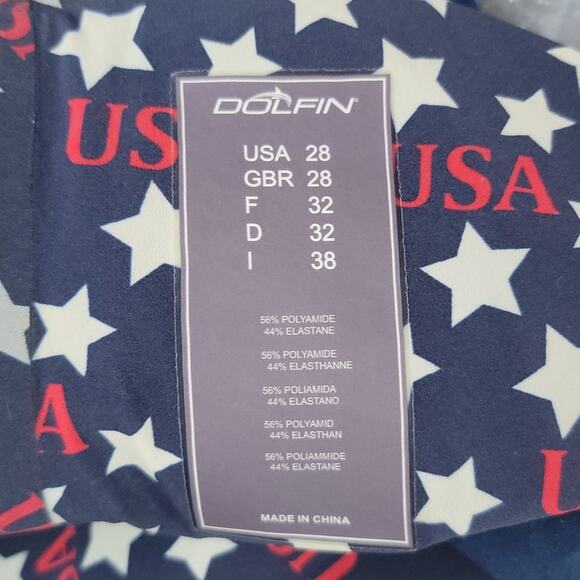 DOLFIN
USA 28
GBR 28
F 32
D 32
I 38
56% POLYAMIDE
44% ELASTANE
56% POLYAMIDE
44% ELASTHANNE
56% POLIAMIDA
44% ELASTANO
56% POLYAMID
44% ELASTHAN
56% POLIAMMIDE
44% ELASTANE
MADE IN CHINA
US
USA